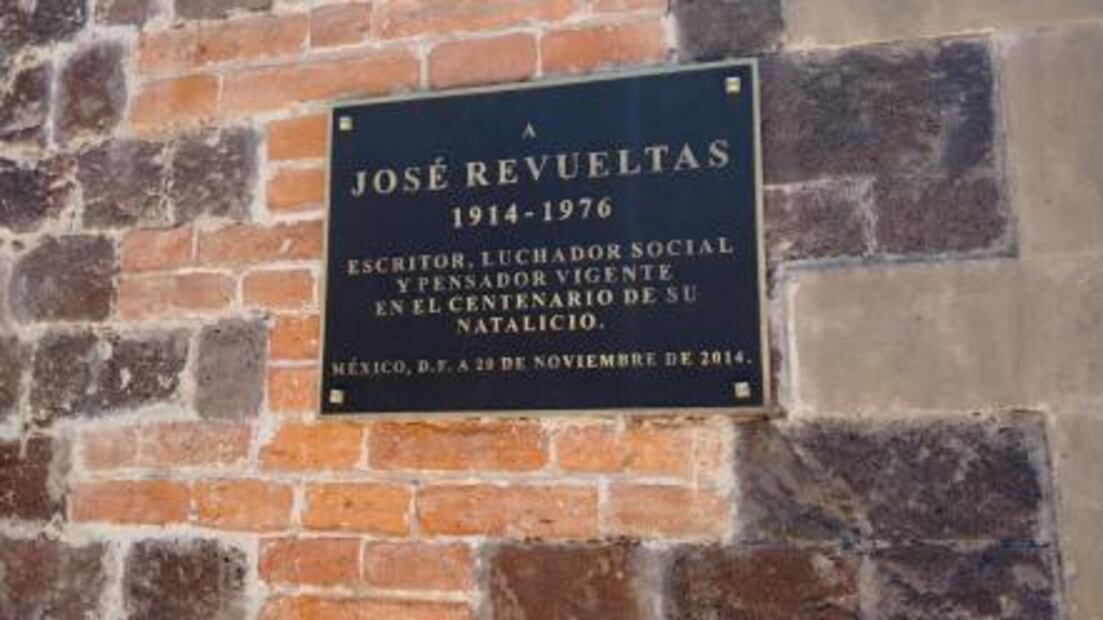 A
JOSÉ REVUELTAS
1914-1976
ESCRITOR, LUCHADOR SOCIAL
Y PENSADOR VIGENTE
EN EL CENTENARIO DE SU
NATALICIO.
MÉXICO, D.F. A 20 DE NOVIEMBRE DE 2014.